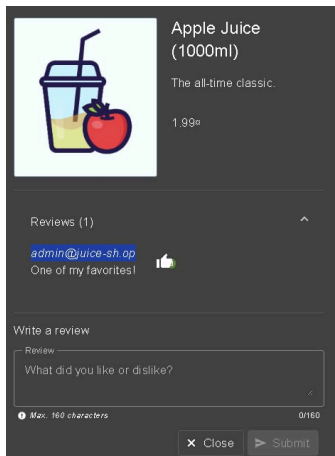 Apple Juice
(1000ml)
The all-time classic.
1.99¤
Reviews (1)
admin@juice-sh.op
One of my favorites!
Write a review
Review
What did you like or dislike?
Max. 160 characters
0/160
Close
Submit